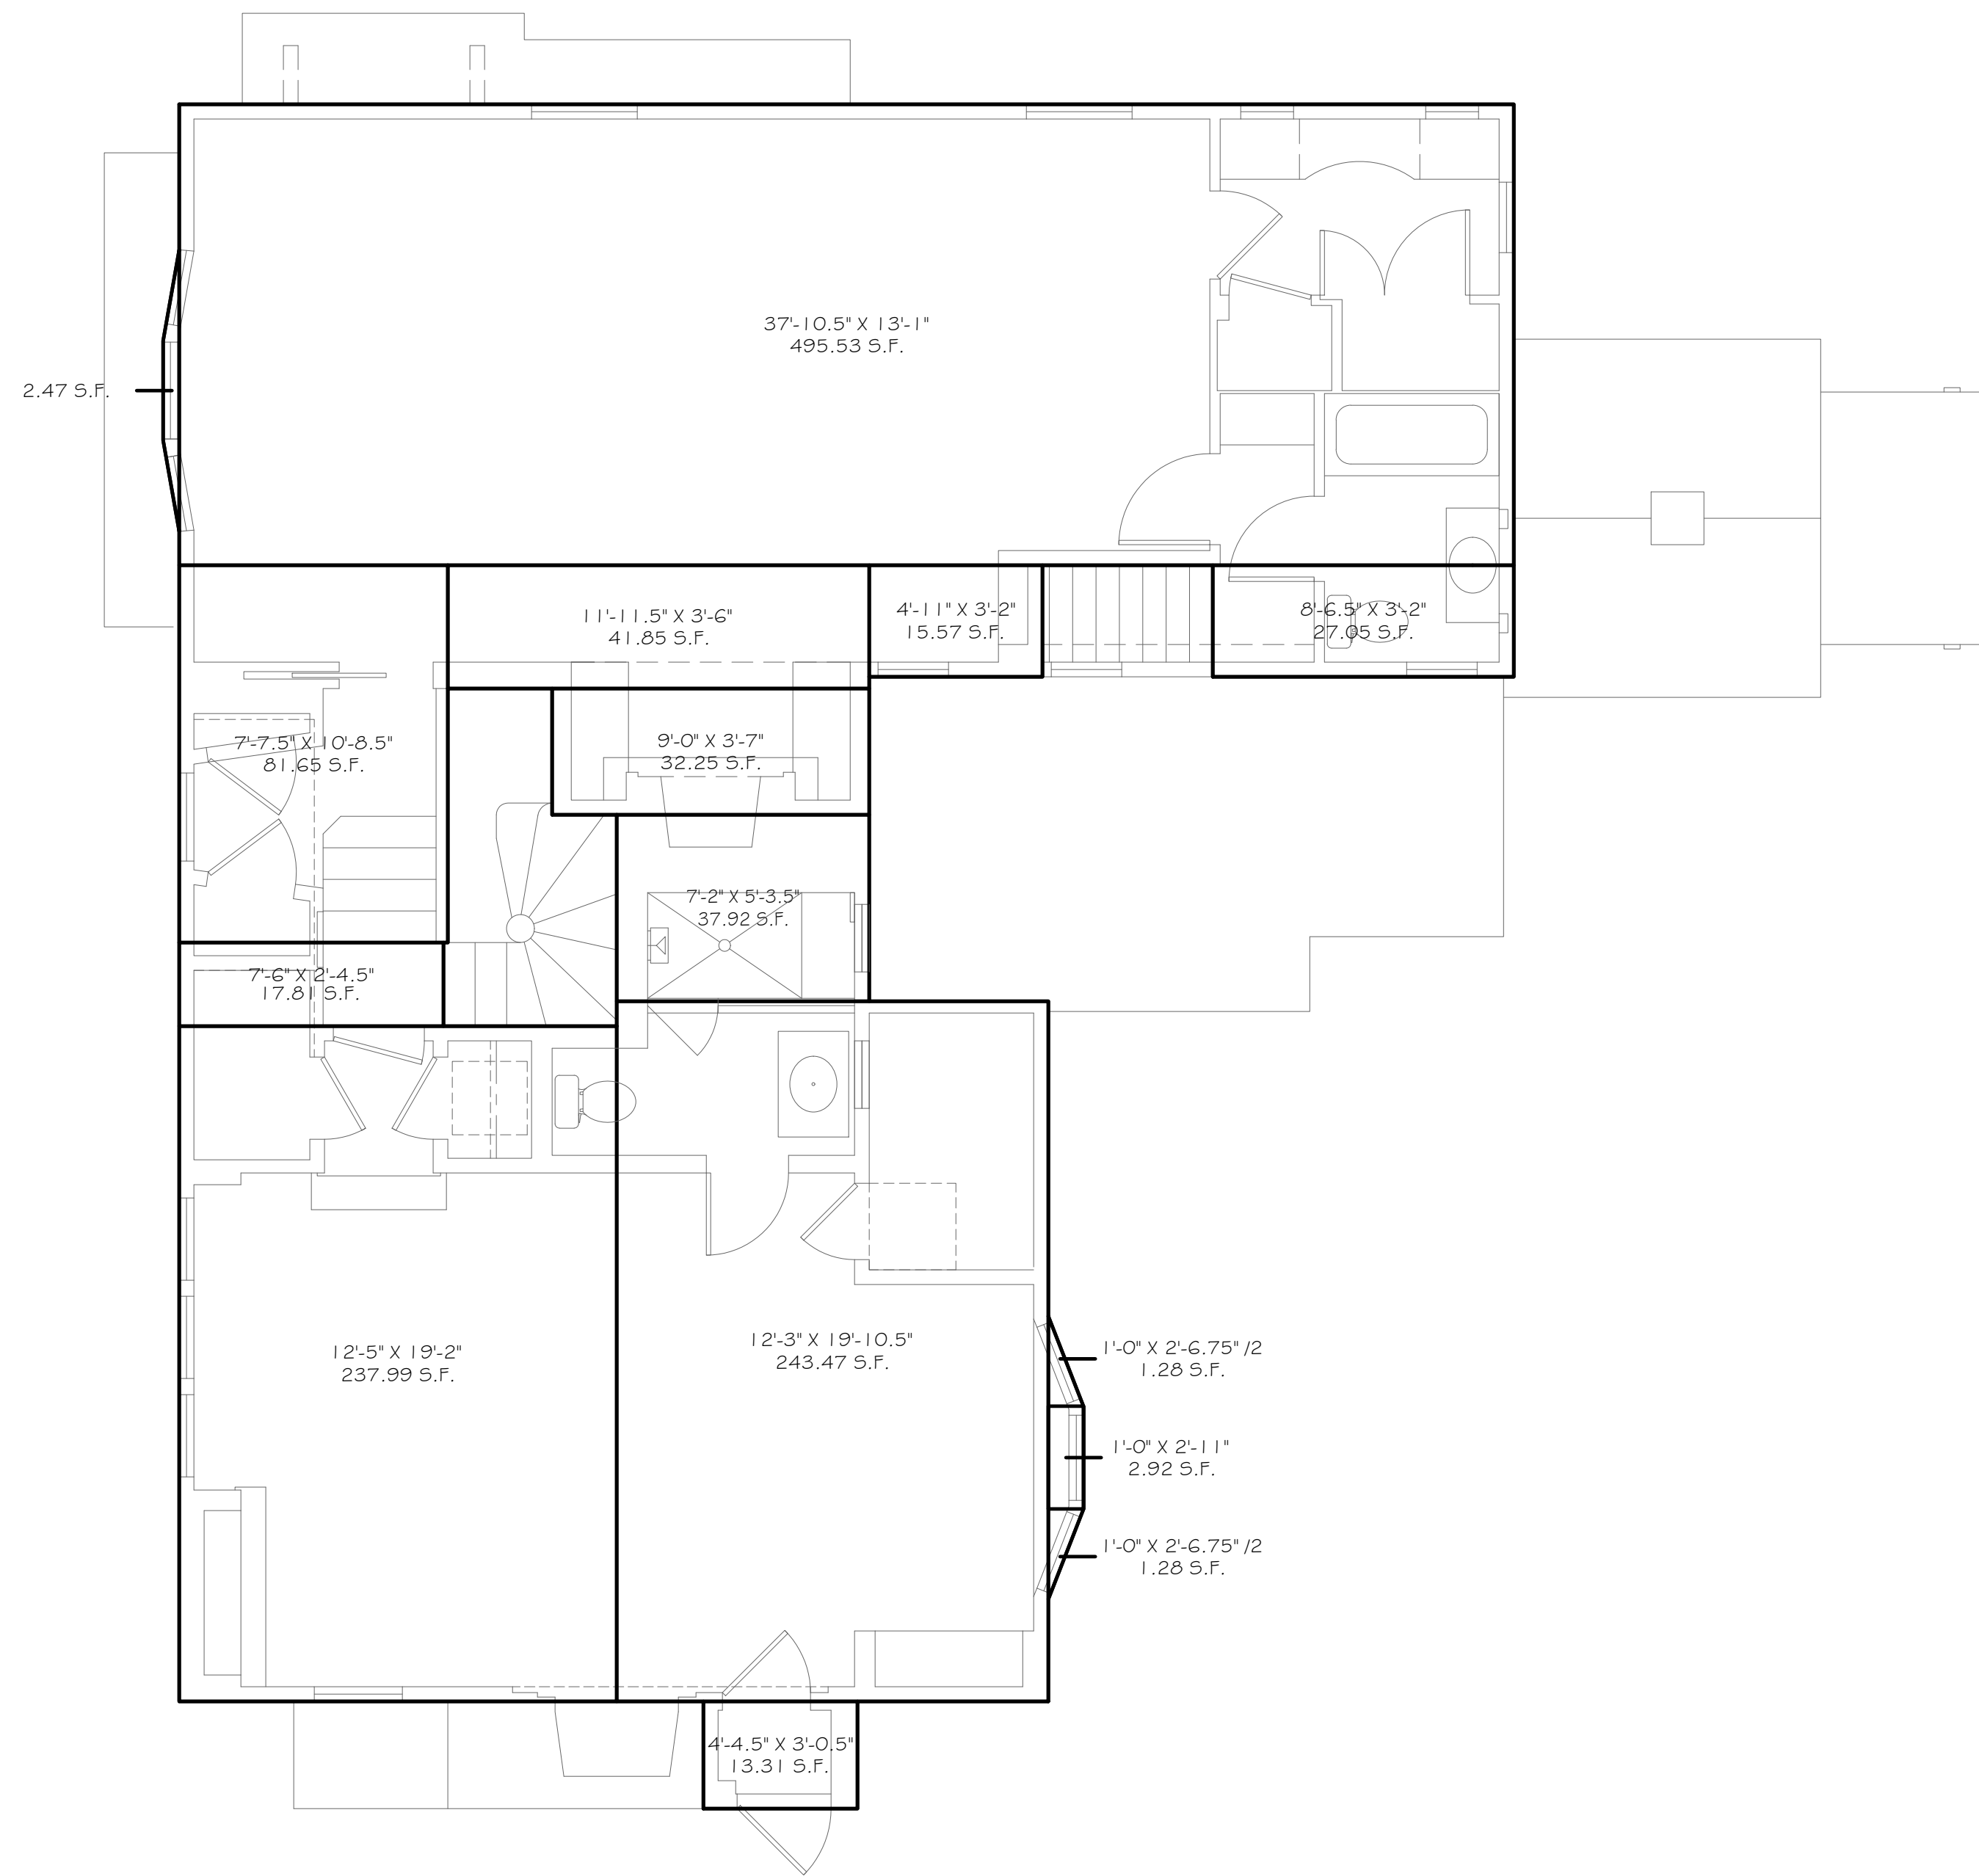 37'-10.5" X 13'-1"
495.53 S.F.
2.47 S.F.
11'-11.5" X 3'-6"
41.85 S.F.
4'-11" X 3'-2"
15.57 S.F.
8'-6.5" X 3'-2"
27.05 S.F.
7'-7.5" X 10'-8.5"
81.65 S.F.
9'-0" X 3'-7"
32.25 S.F.
7'-2" X 5'-3.5"
37.92 S.F.
7'-6" X 2'-4.5"
17.81 S.F.
12'-5" X 19'-2"
237.99 S.F.
12'-3" X 19'-10.5"
243.47 S.F.
1'-0" X 2'-6.75" /2
1.28 S.F.
1'-0" X 2'-11"
2.92 S.F.
1'-0" X 2'-6.75" /2
1.28 S.F.
4'-4.5" X 3'-0.5"
13.31 S.F.